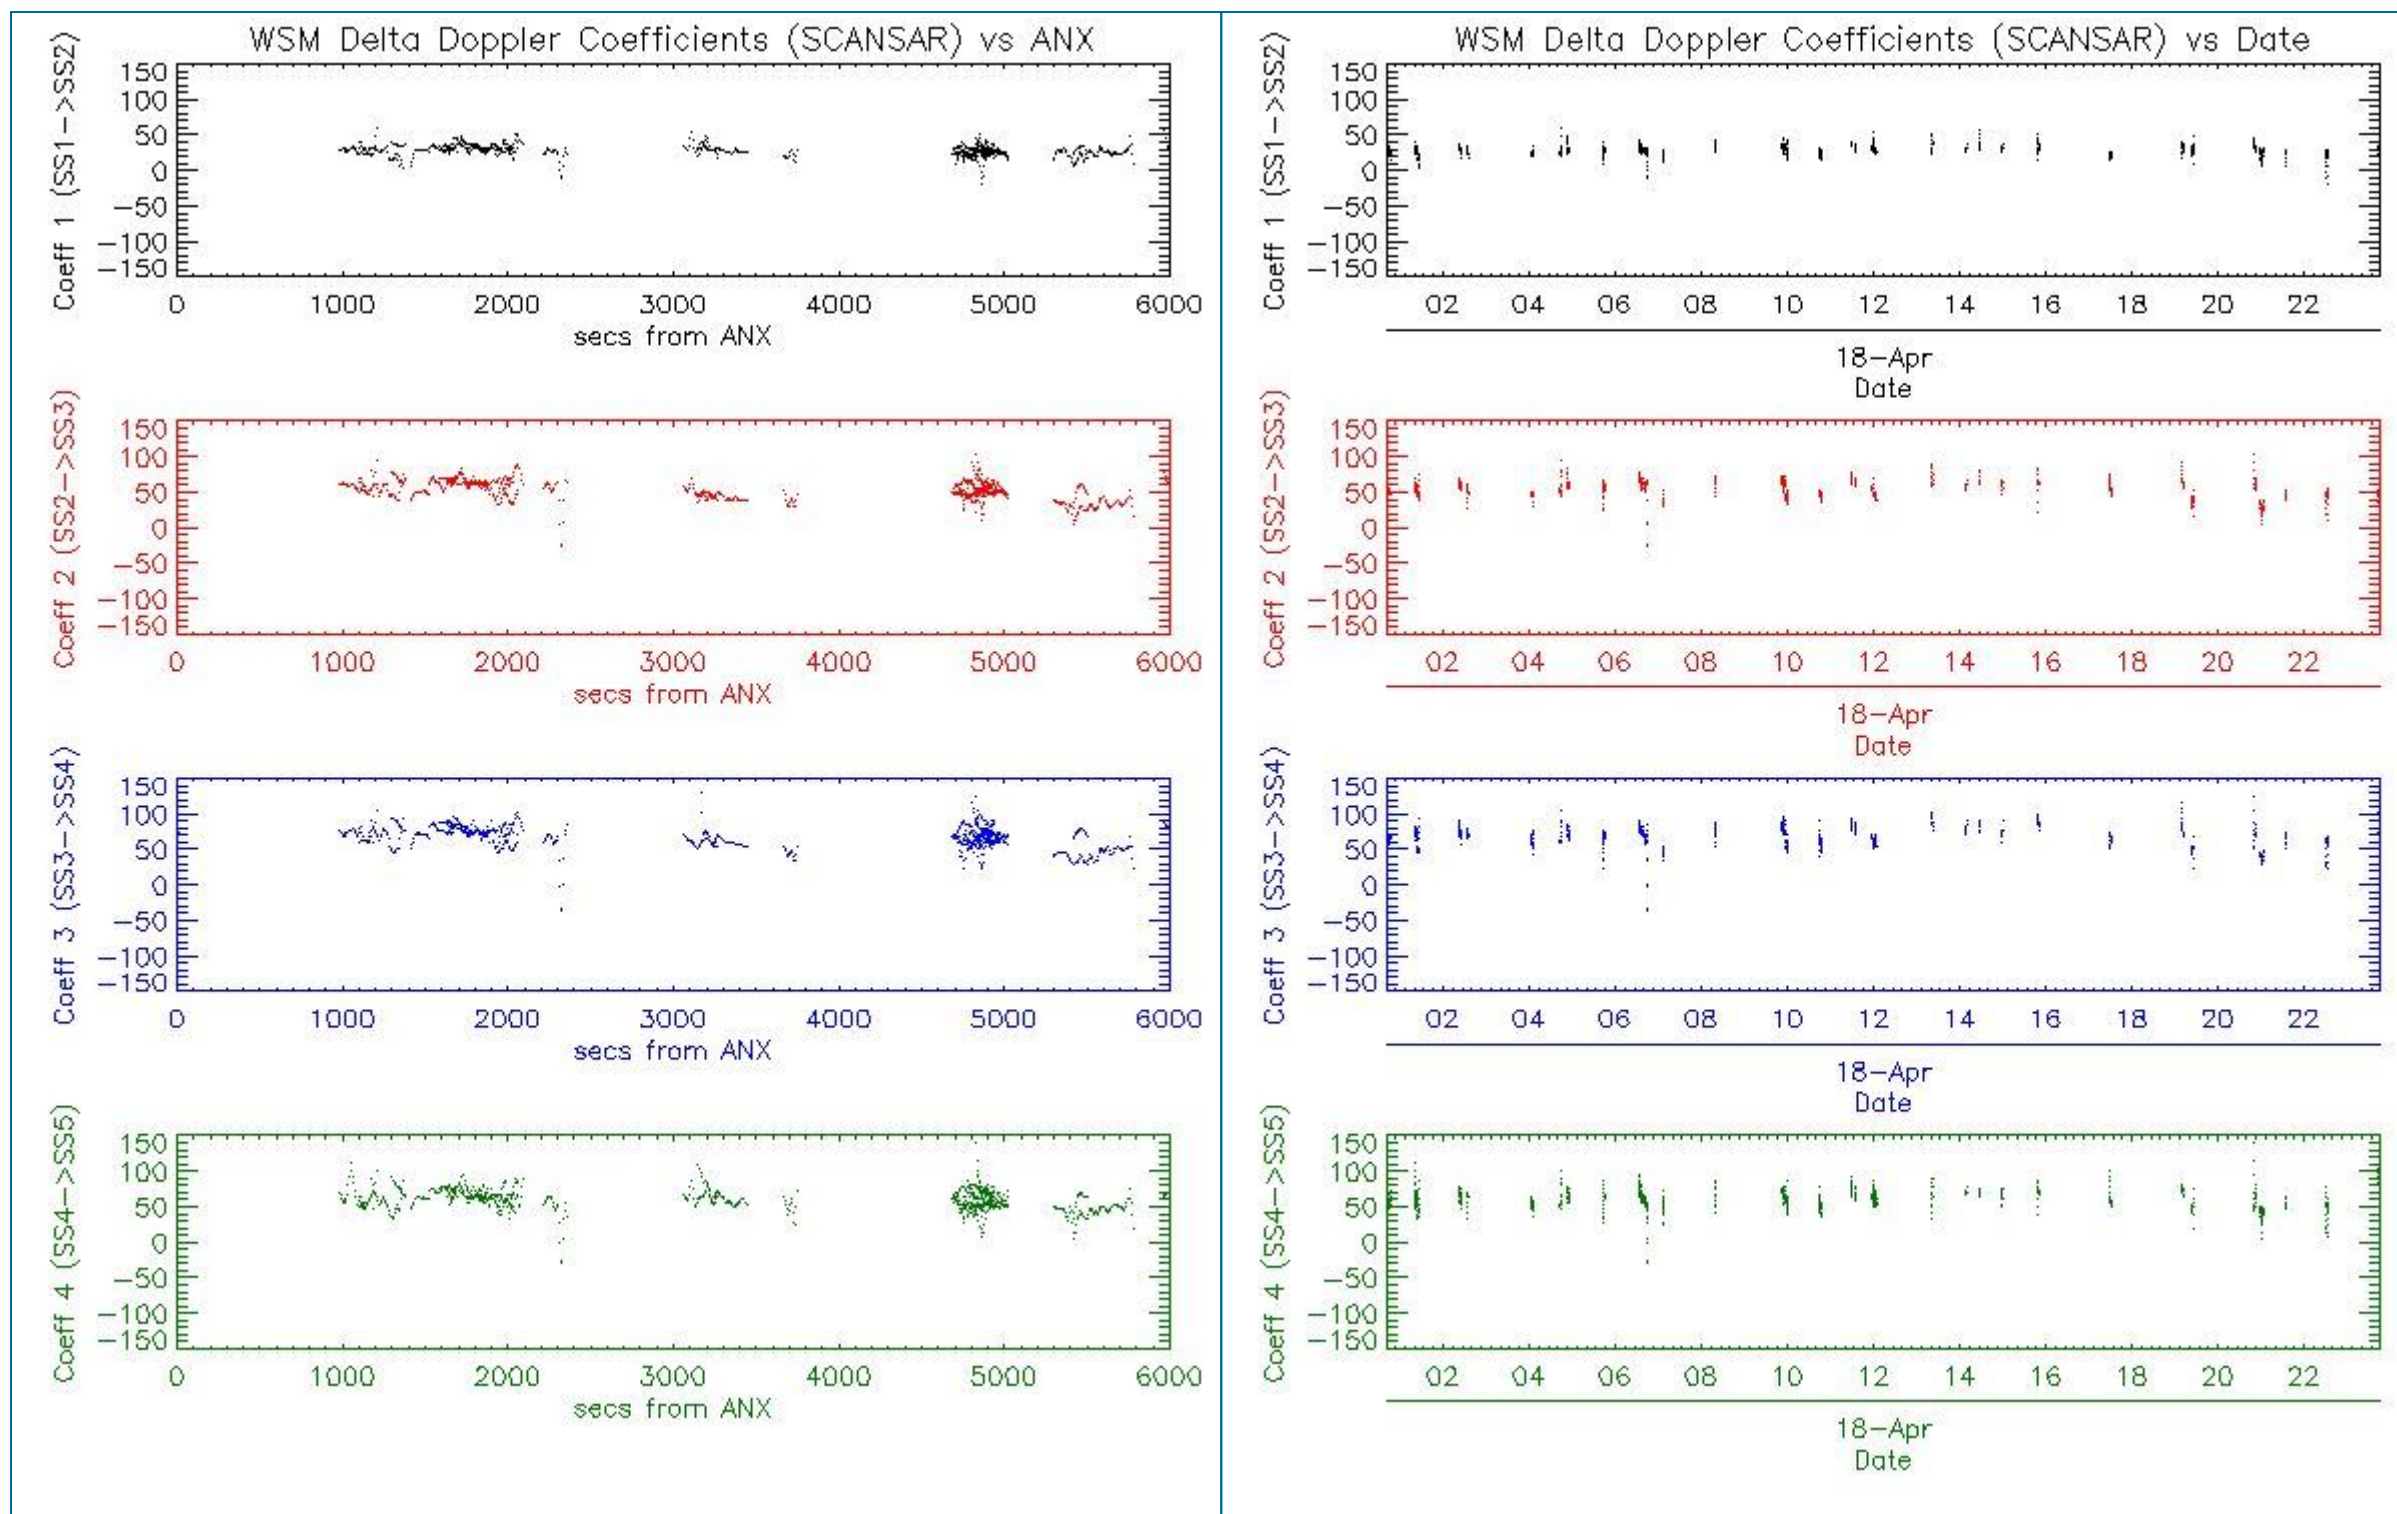 WSM Delta Doppler Coefficients (SCANSAR) vs ANX
Coeff 1 (SS1->SS2)
150
100
50
0
-50
-100
-150
0 1000 2000 3000 4000 5000 6000
secs from ANX
Coeff 2 (SS2->SS3)
150
100
50
0
-50
-100
-150
0 1000 2000 3000 4000 5000 6000
secs from ANX
Coeff 3 (SS3->SS4)
150
100
50
0
-50
-100
-150
0 1000 2000 3000 4000 5000 6000
secs from ANX
Coeff 4 (SS4->SS5)
150
100
50
0
-50
-100
-150
0 1000 2000 3000 4000 5000 6000
secs from ANX
WSM Delta Doppler Coefficients (SCANSAR) vs Date
Coeff 1 (SS1->SS2)
150
100
50
0
-50
-100
-150
02 04 06 08 10 12 14 16 18 20 22
18-Apr
Date
Coeff 2 (SS2->SS3)
150
100
50
0
-50
-100
-150
02 04 06 08 10 12 14 16 18 20 22
18-Apr
Date
Coeff 3 (SS3->SS4)
150
100
50
0
-50
-100
-150
02 04 06 08 10 12 14 16 18 20 22
18-Apr
Date
Coeff 4 (SS4->SS5)
150
100
50
0
-50
-100
-150
02 04 06 08 10 12 14 16 18 20 22
18-Apr
Date